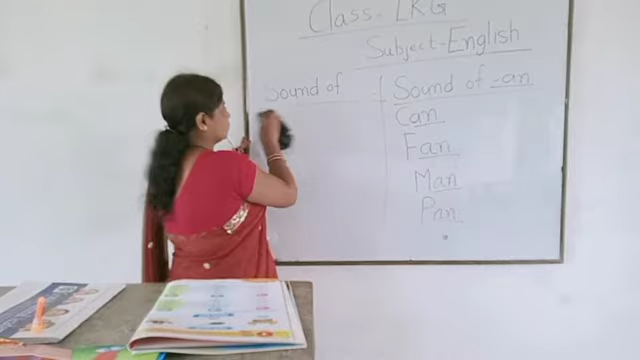 Class- LKG
Subject-English
Sound of
Sound of -an
Can
Fan
Man
Pan